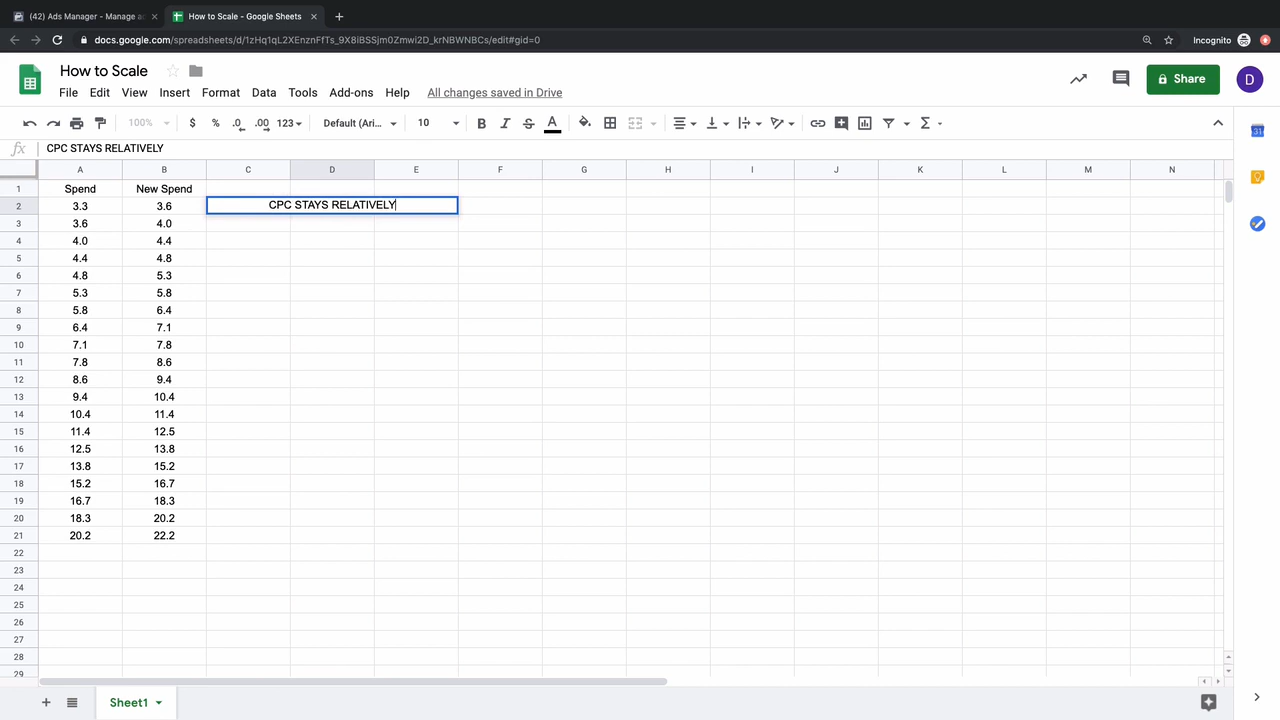 (42) Ads Manager - Manage a
How to Scale - Google Sheets
docs.google.com/spreadsheets/d/1zHq1qL2XEnznFfTs_9X8iBSSjm0Zmwi2D_krNBWNBCs/edit#gid=0
Incognito
How to Scale
File Edit View Insert Format Data Tools Add-ons Help All changes saved in Drive
Share
D
100% $ % .0 .00 123 Default (Ari... 10 B I S A
fx CPC STAYS RELATIVELY
A B C D E F G H I J K L M N
1 Spend New Spend
2 3.3 3.6 CPC STAYS RELATIVELY
3 3.6 4.0
4 4.0 4.4
5 4.4 4.8
6 4.8 5.3
7 5.3 5.8
8 5.8 6.4
9 6.4 7.1
10 7.1 7.8
11 7.8 8.6
12 8.6 9.4
13 9.4 10.4
14 10.4 11.4
15 11.4 12.5
16 12.5 13.8
17 13.8 15.2
18 15.2 16.7
19 16.7 18.3
20 18.3 20.2
21 20.2 22.2
22
23
24
25
26
27
28
29
Sheet1
31